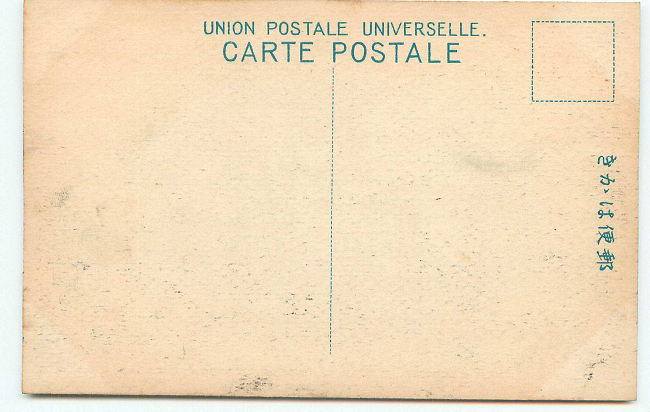 UNION POSTALE UNIVERSELLE.
CARTE POSTALE
郵便はがき